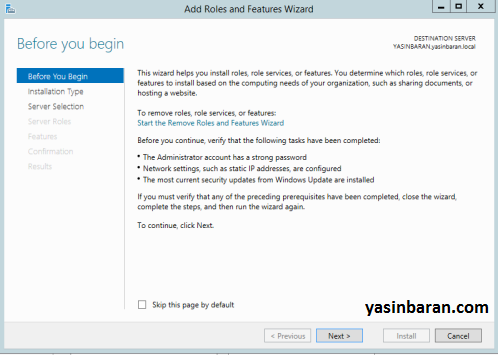 Add Roles and Features Wizard
Before you begin
DESTINATION SERVER
YASINBARAN.yasinbaran.local
Before You Begin
Installation Type
Server Selection
Server Roles
Features
Confirmation
Results
This wizard helps you install roles, role services, or features. You determine which roles, role services, or
features to install based on the computing needs of your organization, such as sharing documents, or
hosting a website.
To remove roles, role services, or features:
Start the Remove Roles and Features Wizard
Before you continue, verify that the following tasks have been completed:
• The Administrator account has a strong password
• Network settings, such as static IP addresses, are configured
• The most current security updates from Windows Update are installed
If you must verify that any of the preceding prerequisites have been completed, close the wizard,
complete the steps, and then run the wizard again.
To continue, click Next.
Skip this page by default
yasinbaran.com
< Previous
Next >
Install
Cancel